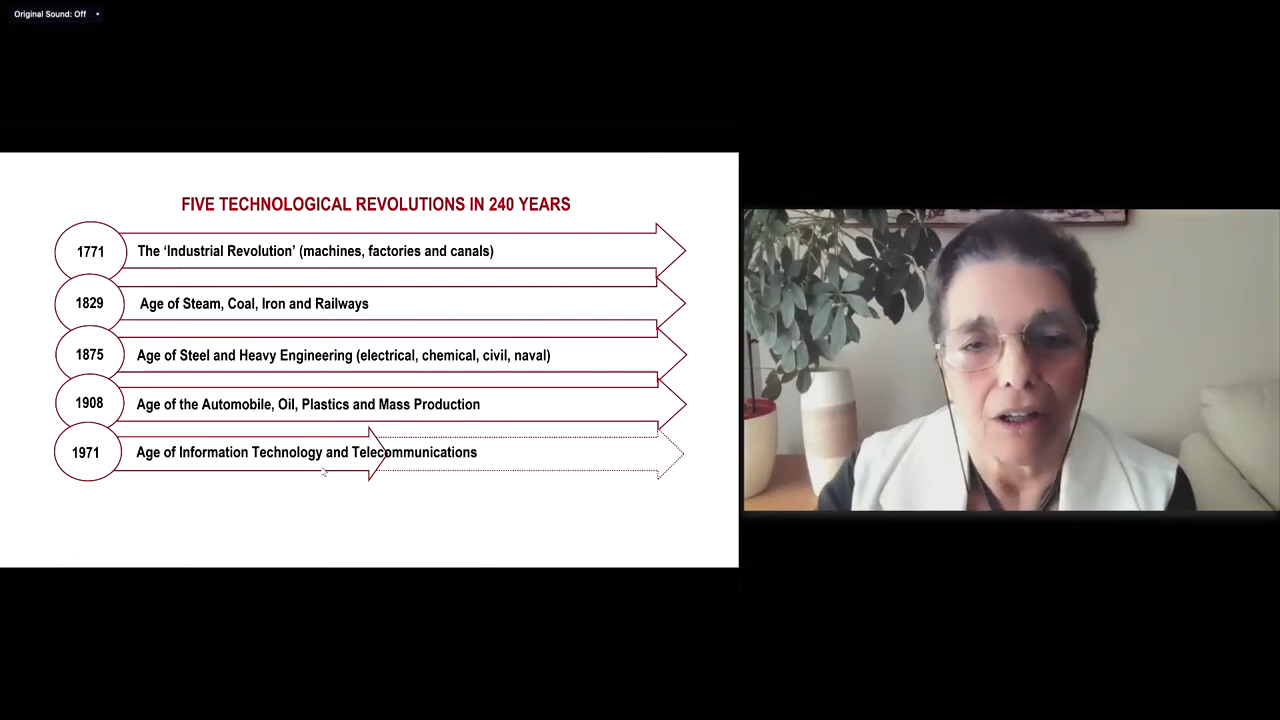 Original Sound: Off
FIVE TECHNOLOGICAL REVOLUTIONS IN 240 YEARS
1771 The ‘Industrial Revolution’ (machines, factories and canals)
1829 Age of Steam, Coal, Iron and Railways
1875 Age of Steel and Heavy Engineering (electrical, chemical, civil, naval)
1908 Age of the Automobile, Oil, Plastics and Mass Production
1971 Age of Information Technology and Telecommunications